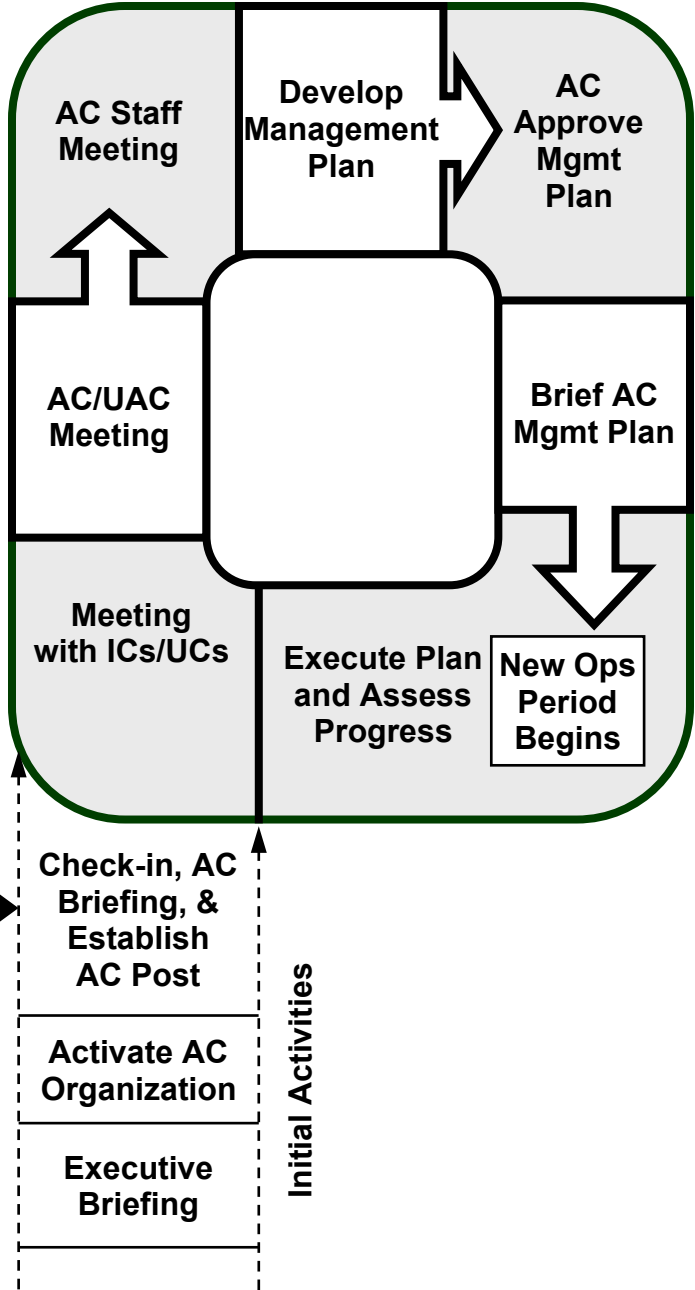 AC Staff
Meeting
Develop
Management
Plan
AC
Approve
Mgmt
Plan
AC/UAC
Meeting
Brief AC
Mgmt Plan
Meeting
with ICs/UCs
Execute Plan
and Assess
Progress
New Ops
Period
Begins
Check-in, AC
Briefing, &
Establish
AC Post
Activate AC
Organization
Executive
Briefing
Initial Activities